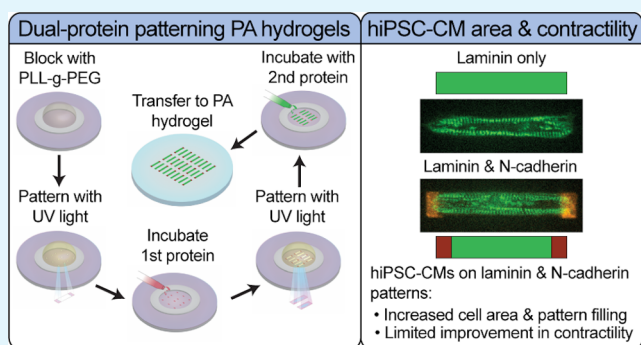 Dual-protein patterning PA hydrogels
Block with
PLL-g-PEG
Pattern with
UV light
Incubate
1st protein
Pattern with
UV light
Incubate with
2nd protein
Transfer to PA
hydrogel
hiPSC-CM area & contractility
Laminin only
Laminin & N-cadherin
hiPSC-CMs on laminin & N-cadherin
patterns:
• Increased cell area & pattern filling
• Limited improvement in contractility